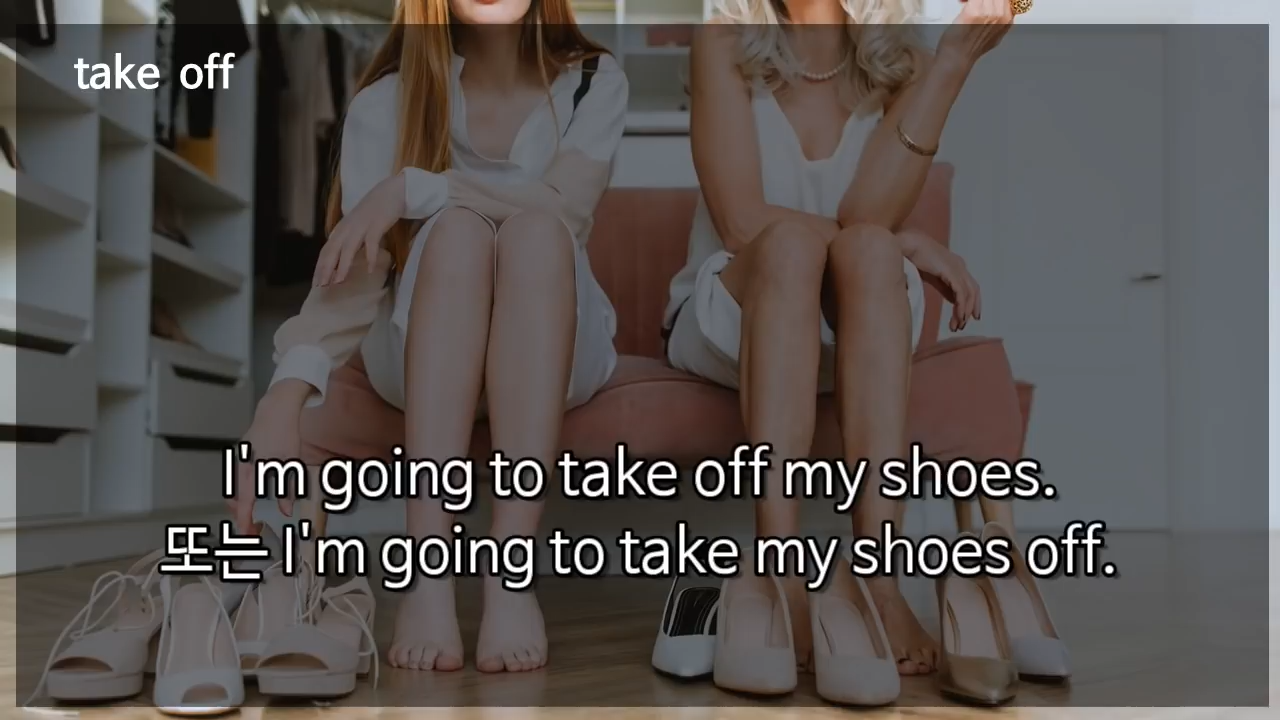 take off
I'm going to take off my shoes.
또는 I'm going to take my shoes off.